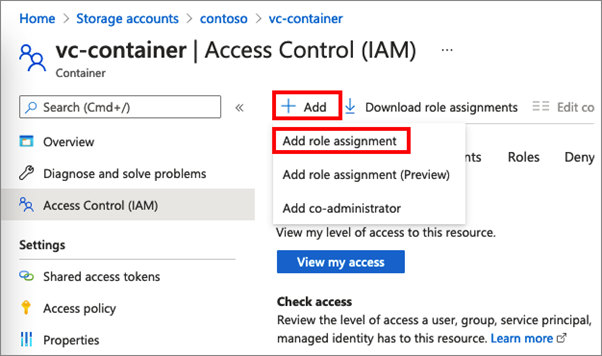 Home > Storage accounts > contoso > vc-container
vc-container | Access Control (IAM) ...
Container
Search (Cmd+/) «
+ Add Download role assignments Edit co
Add role assignment
Add role assignment (Preview)
Add co-administrator
nts Roles Deny
Overview
Diagnose and solve problems
Access Control (IAM)
Settings
Shared access tokens
Access policy
Properties
View my level of access to this resource.
View my access
Check access
Review the level of access a user, group, service principal,
managed identity has to this resource. Learn more